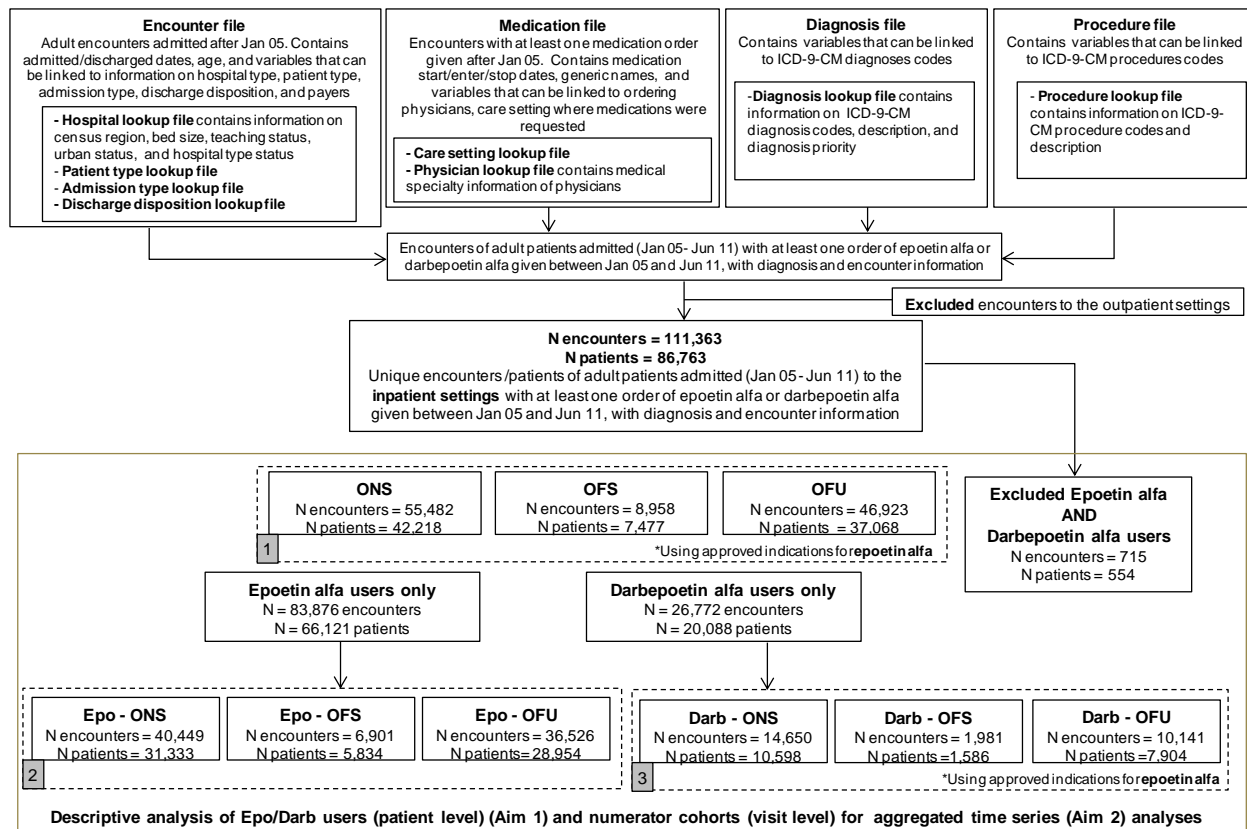 Encounter file
Adult encounters admitted after Jan 05. Contains
admitted/discharged dates, age, and variables that can
be linked to information on hospital type, patient type,
admission type, discharge disposition, and payers
- Hospital lookup file contains information on
census region, bed size, teaching status,
urban status, and hospital type status
- Patient type lookup file
- Admission type lookup file
- Discharge disposition lookup file
Medication file
Encounters with at least one medication order
given after Jan 05. Contains medication
start/enter/stop dates, generic names, and
variables that can be linked to ordering
physicians, care setting where medications were
requested
- Care setting lookup file
- Physician lookup file contains medical
specialty information of physicians
Diagnosis file
Contains variables that can be linked
to ICD-9-CM diagnoses codes
-Diagnosis lookup file contains
information on ICD-9-CM
diagnosis codes, description, and
diagnosis priority
Procedure file
Contains variables that can be linked
to ICD-9-CM procedures codes
- Procedure lookup file
contains information on ICD-9-
CM procedure codes and
description
Encounters of adult patients admitted (Jan 05- Jun 11) with at least one order of epoetin alfa or
darbepoetin alfa given between Jan 05 and Jun 11, with diagnosis and encounter information
Excluded encounters to the outpatient settings
N encounters = 111,363
N patients = 86,763
Unique encounters/patients of adult patients admitted (Jan 05- Jun 11) to the
inpatient settings with at least one order of epoetin alfa or darbepoetin alfa
given between Jan 05 and Jun 11, with diagnosis and encounter information
ONS
N encounters = 55,482
N patients = 42,218
OFS
N encounters = 8,958
N patients = 7,477
OFU
N encounters = 46,923
N patients = 37,068
1
*Using approved indications for epoetin alfa
Excluded Epoetin alfa
AND
Darbepoetin alfa users
N encounters = 715
N patients = 554
Epoetin alfa users only
N = 83,876 encounters
N = 66,121 patients
Darbepoetin alfa users only
N = 26,772 encounters
N = 20,088 patients
Epo - ONS
N encounters = 40,449
N patients = 31,333
Epo - OFS
N encounters = 6,901
N patients = 5,834
Epo - OFU
N encounters = 36,526
N patients= 28,954
2
Darb - ONS
N encounters = 14,650
N patients = 10,598
Darb - OFS
N encounters = 1,981
N patients =1,586
Darb - OFU
N encounters = 10,141
N patients =7,904
3
*Using approved indications for epoetin alfa
Descriptive analysis of Epo/Darb users (patient level) (Aim 1) and numerator cohorts (visit level) for aggregated time series (Aim 2) analyses